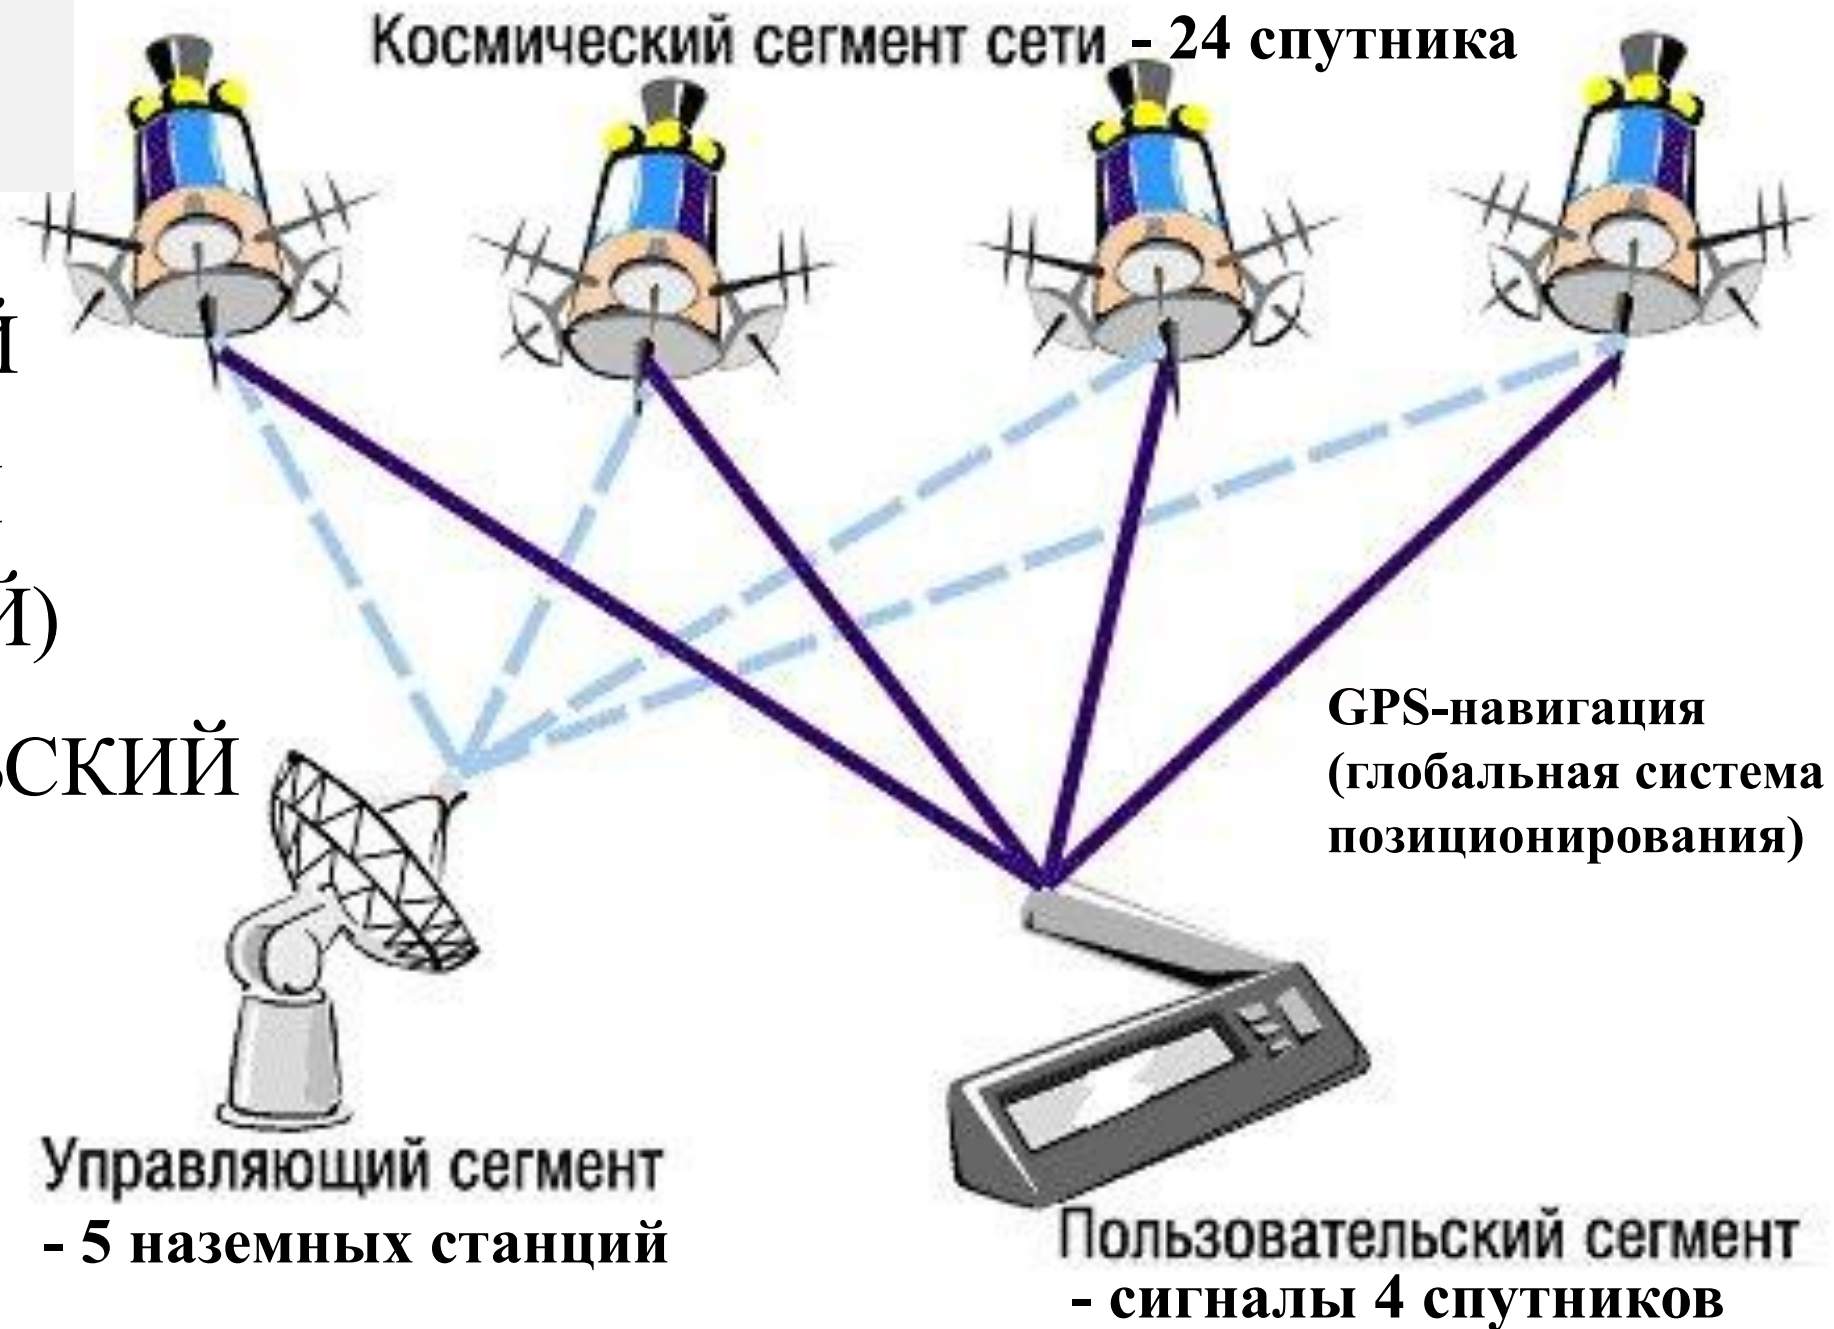 Космический сегмент сети - 24 спутника
Й
Й)
ЬСКИЙ
GPS-навигация
(глобальная система
позиционирования)
Управляющий сегмент
- 5 наземных станций
Пользовательский сегмент
- сигналы 4 спутников